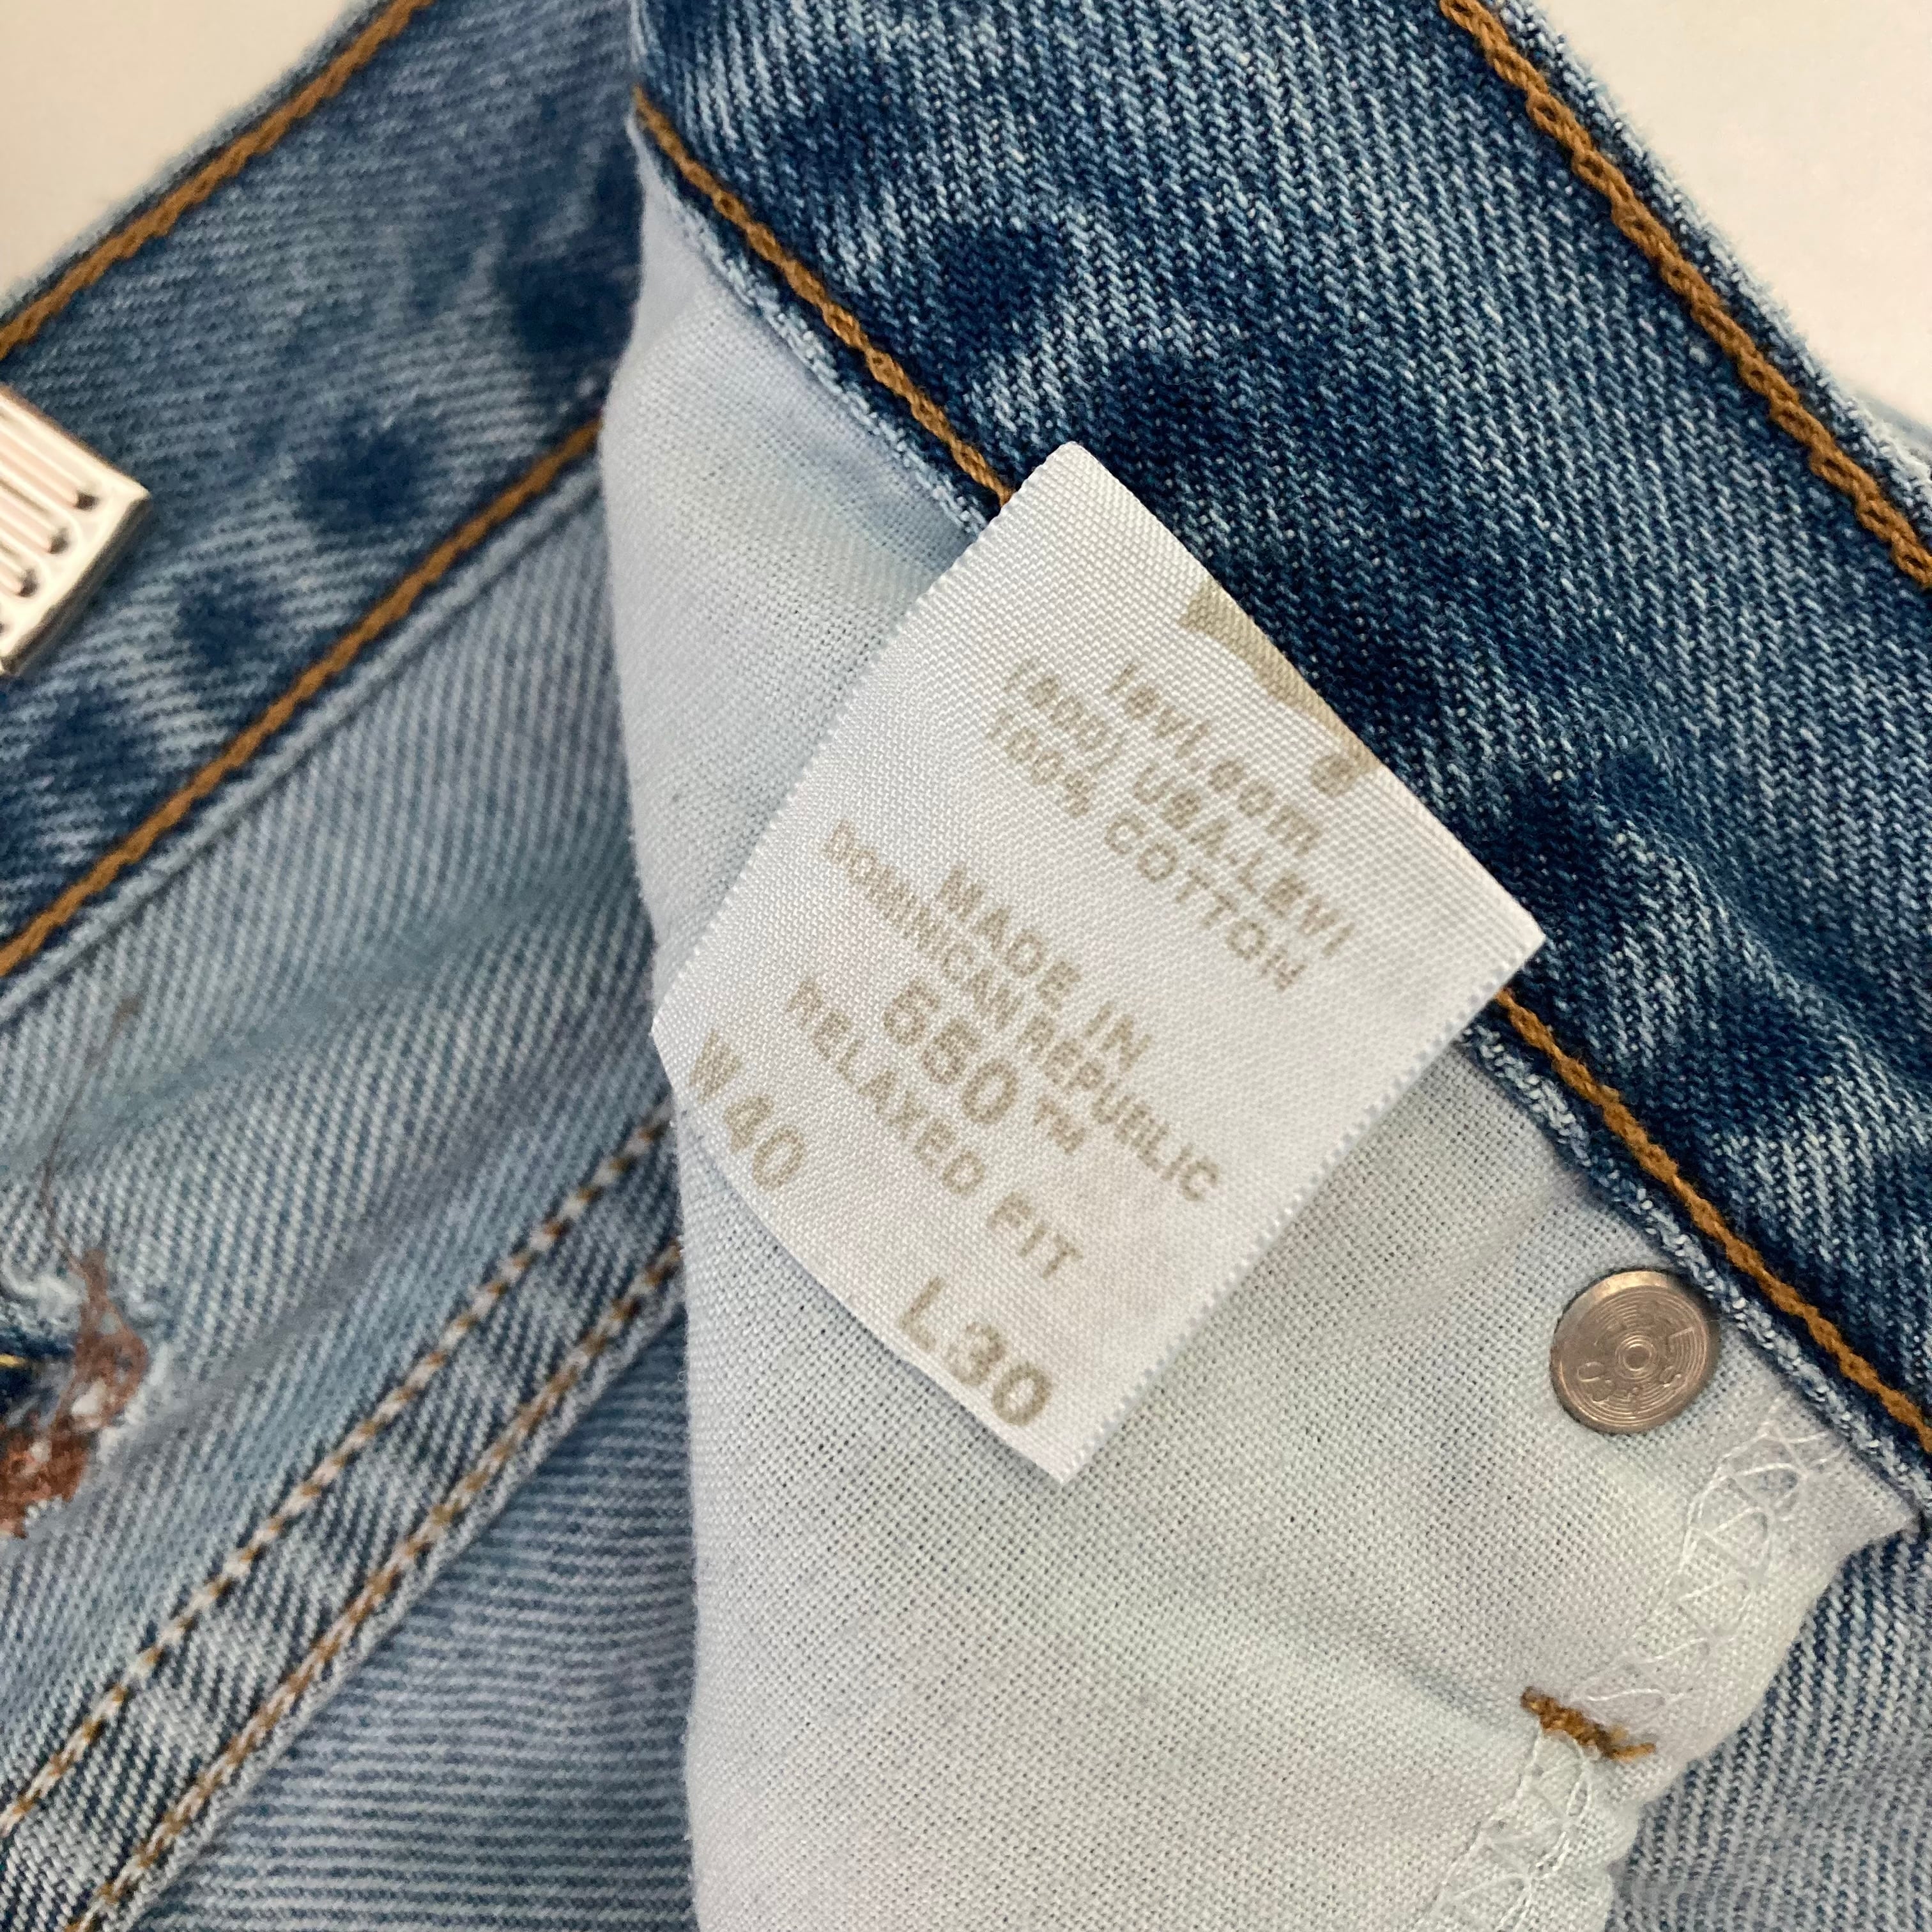 levi.com
(800) USA-LEVI
100% COTTON
MADE IN
DOMINICAN REPUBLIC
550™
RELAXED FIT
W40 L30